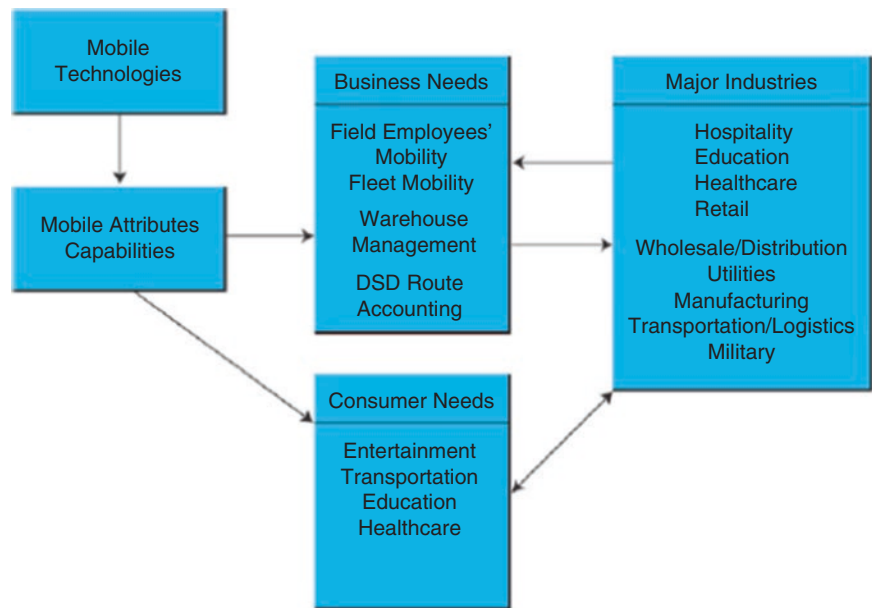 Mobile
Technologies
Mobile Attributes
Capabilities
Business Needs
Field Employees’
Mobility
Fleet Mobility
Warehouse
Management
DSD Route
Accounting
Consumer Needs
Entertainment
Transportation
Education
Healthcare
Major Industries
Hospitality
Education
Healthcare
Retail
Wholesale/Distribution
Utilities
Manufacturing
Transportation/Logistics
Military